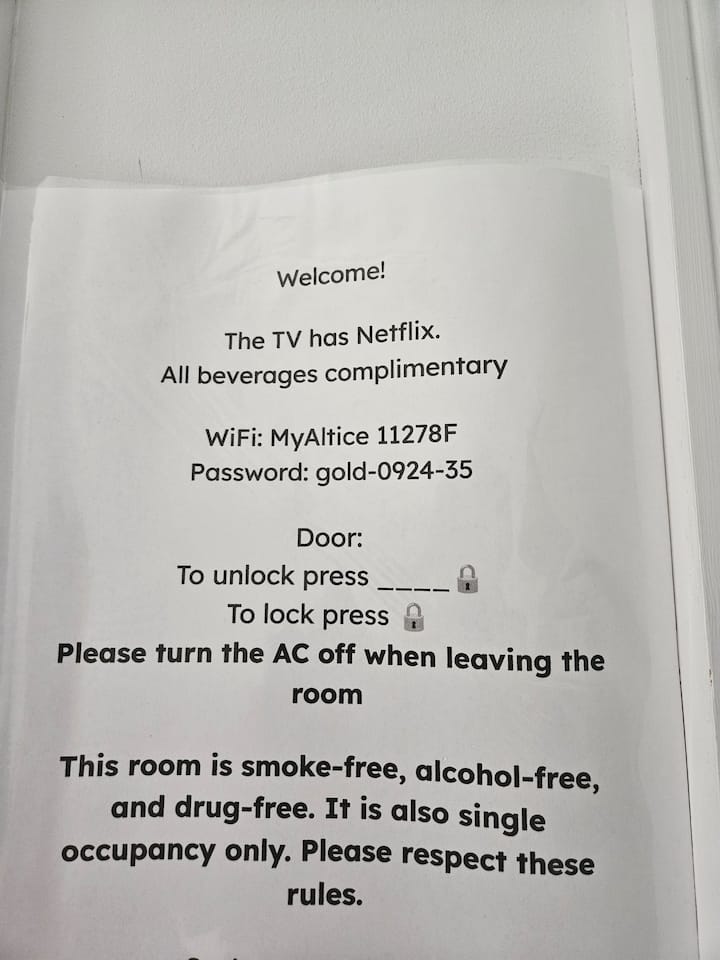 Welcome!
The TV has Netflix.
All beverages complimentary
WiFi: MyAltice 11278F
Password: gold-0924-35
Door:
To unlock press ____ 🔒
To lock press 🔒
Please turn the AC off when leaving the
room
This room is smoke-free, alcohol-free,
and drug-free. It is also single
occupancy only. Please respect these
rules.